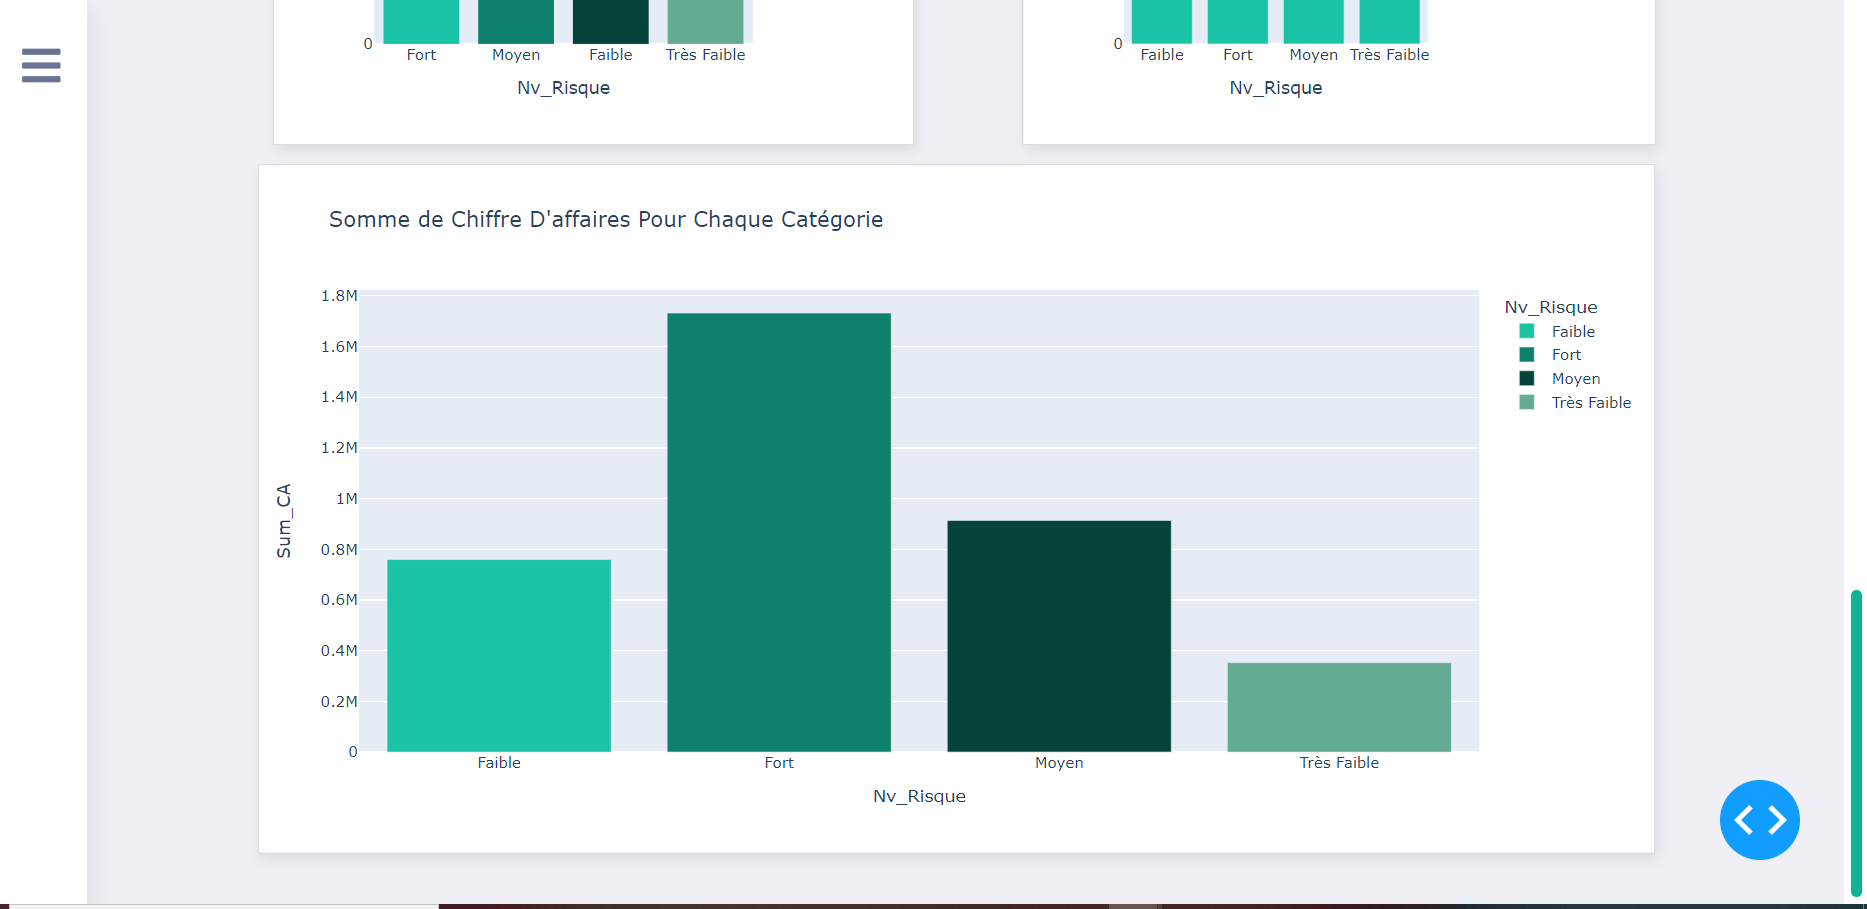 0
Fort Moyen Faible Très Faible
Nv_Risque
0
Faible Fort Moyen Très Faible
Nv_Risque
Somme de Chiffre D'affaires Pour Chaque Catégorie
1.8M
1.6M
1.4M
1.2M
1M
0.8M
0.6M
0.4M
0.2M
0
Sum_CA
Faible Fort Moyen Très Faible
Nv_Risque
Nv_Risque
Faible
Fort
Moyen
Très Faible